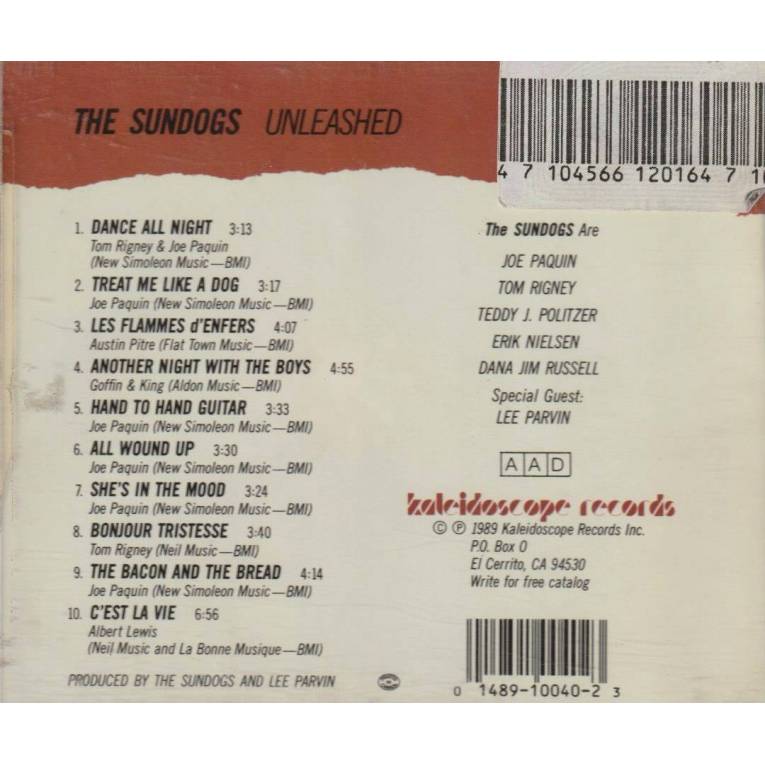 THE SUNDOGS UNLEASHED
4 7 104566 120164 7
1. DANCE ALL NIGHT 3:13
Tom Rigney & Joe Paquin
(New Simoleon Music—BMI)
2. TREAT ME LIKE A DOG 3:17
Joe Paquin (New Simoleon Music—BMI)
3. LES FLAMMES d'ENFERS 4:07
Austin Pitre (Flat Town Music—BMI)
4. ANOTHER NIGHT WITH THE BOYS 4:55
Goffin & King (Aldon Music—BMI)
5. HAND TO HAND GUITAR 3:33
Joe Paquin (New Simoleon Music—BMI)
6. ALL WOUND UP 3:30
Joe Paquin (New Simoleon Music—BMI)
7. SHE'S IN THE MOOD 3:24
Joe Paquin (New Simoleon Music—BMI)
8. BONJOUR TRISTESSE 3:40
Tom Rigney (Neil Music—BMI)
9. THE BACON AND THE BREAD 4:14
Joe Paquin (New Simoleon Music—BMI)
10. C'EST LA VIE 6:56
Albert Lewis
(Neil Music and La Bonne Musique—BMI)
PRODUCED BY THE SUNDOGS AND LEE PARVIN
The SUNDOGS Are
JOE PAQUIN
TOM RIGNEY
TEDDY J. POLITZER
ERIK NIELSEN
DANA JIM RUSSELL
Special Guest:
LEE PARVIN
AAD
kaleidoscope records
© ℗ 1989 Kaleidoscope Records Inc.
P.O. Box O
El Cerrito, CA 94530
Write for free catalog
0 1489-10040-2 3